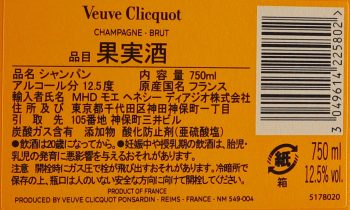 Veuve Clicquot
CHAMPAGNE - BRUT
品目 果実酒
品名 シャンパン 内容量 750ml
アルコール分 12.5度 原産国名 フランス
輸入者氏名 MHD モエ ヘネシー ディアジオ株式会社
住所及び 東京都千代田区神田神保町一丁目
引取先 105番地 神保町三井ビル
炭酸ガス含有 添加物 酸化防止剤(亜硫酸塩)
●飲酒は20歳になってから。●妊娠中や授乳期の飲酒は、胎児・
乳児の発育に悪影響を与えるおそれがあります。
注意 開栓時にガス圧で栓が飛び出すおそれがあります。冷暗所で
保存の上、瓶口は人のいない安全な方向に向けて開栓してください。
PRODUCT OF FRANCE
PRODUCED BY VEUVE CLICQUOT PONSARDIN - REIMS - FRANCE - NM 549-004
3 049614 225802
紙
箱
750 ml
12.5% vol.
5178020